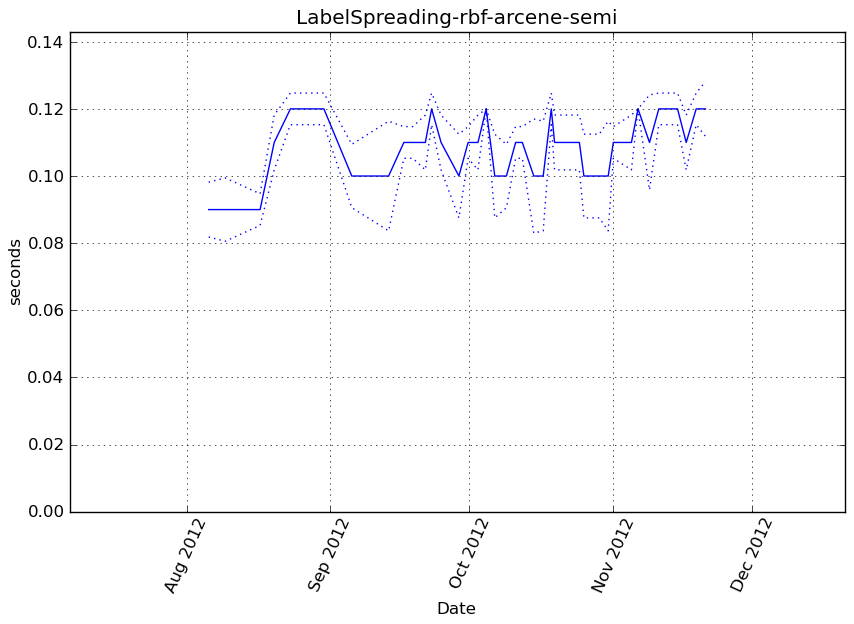 LabelSpreading-rbf-arcene-semi
0.14
0.12
0.10
0.08
0.06
0.04
0.02
0.00
seconds
Aug 2012
Sep 2012
Oct 2012
Nov 2012
Dec 2012
Date